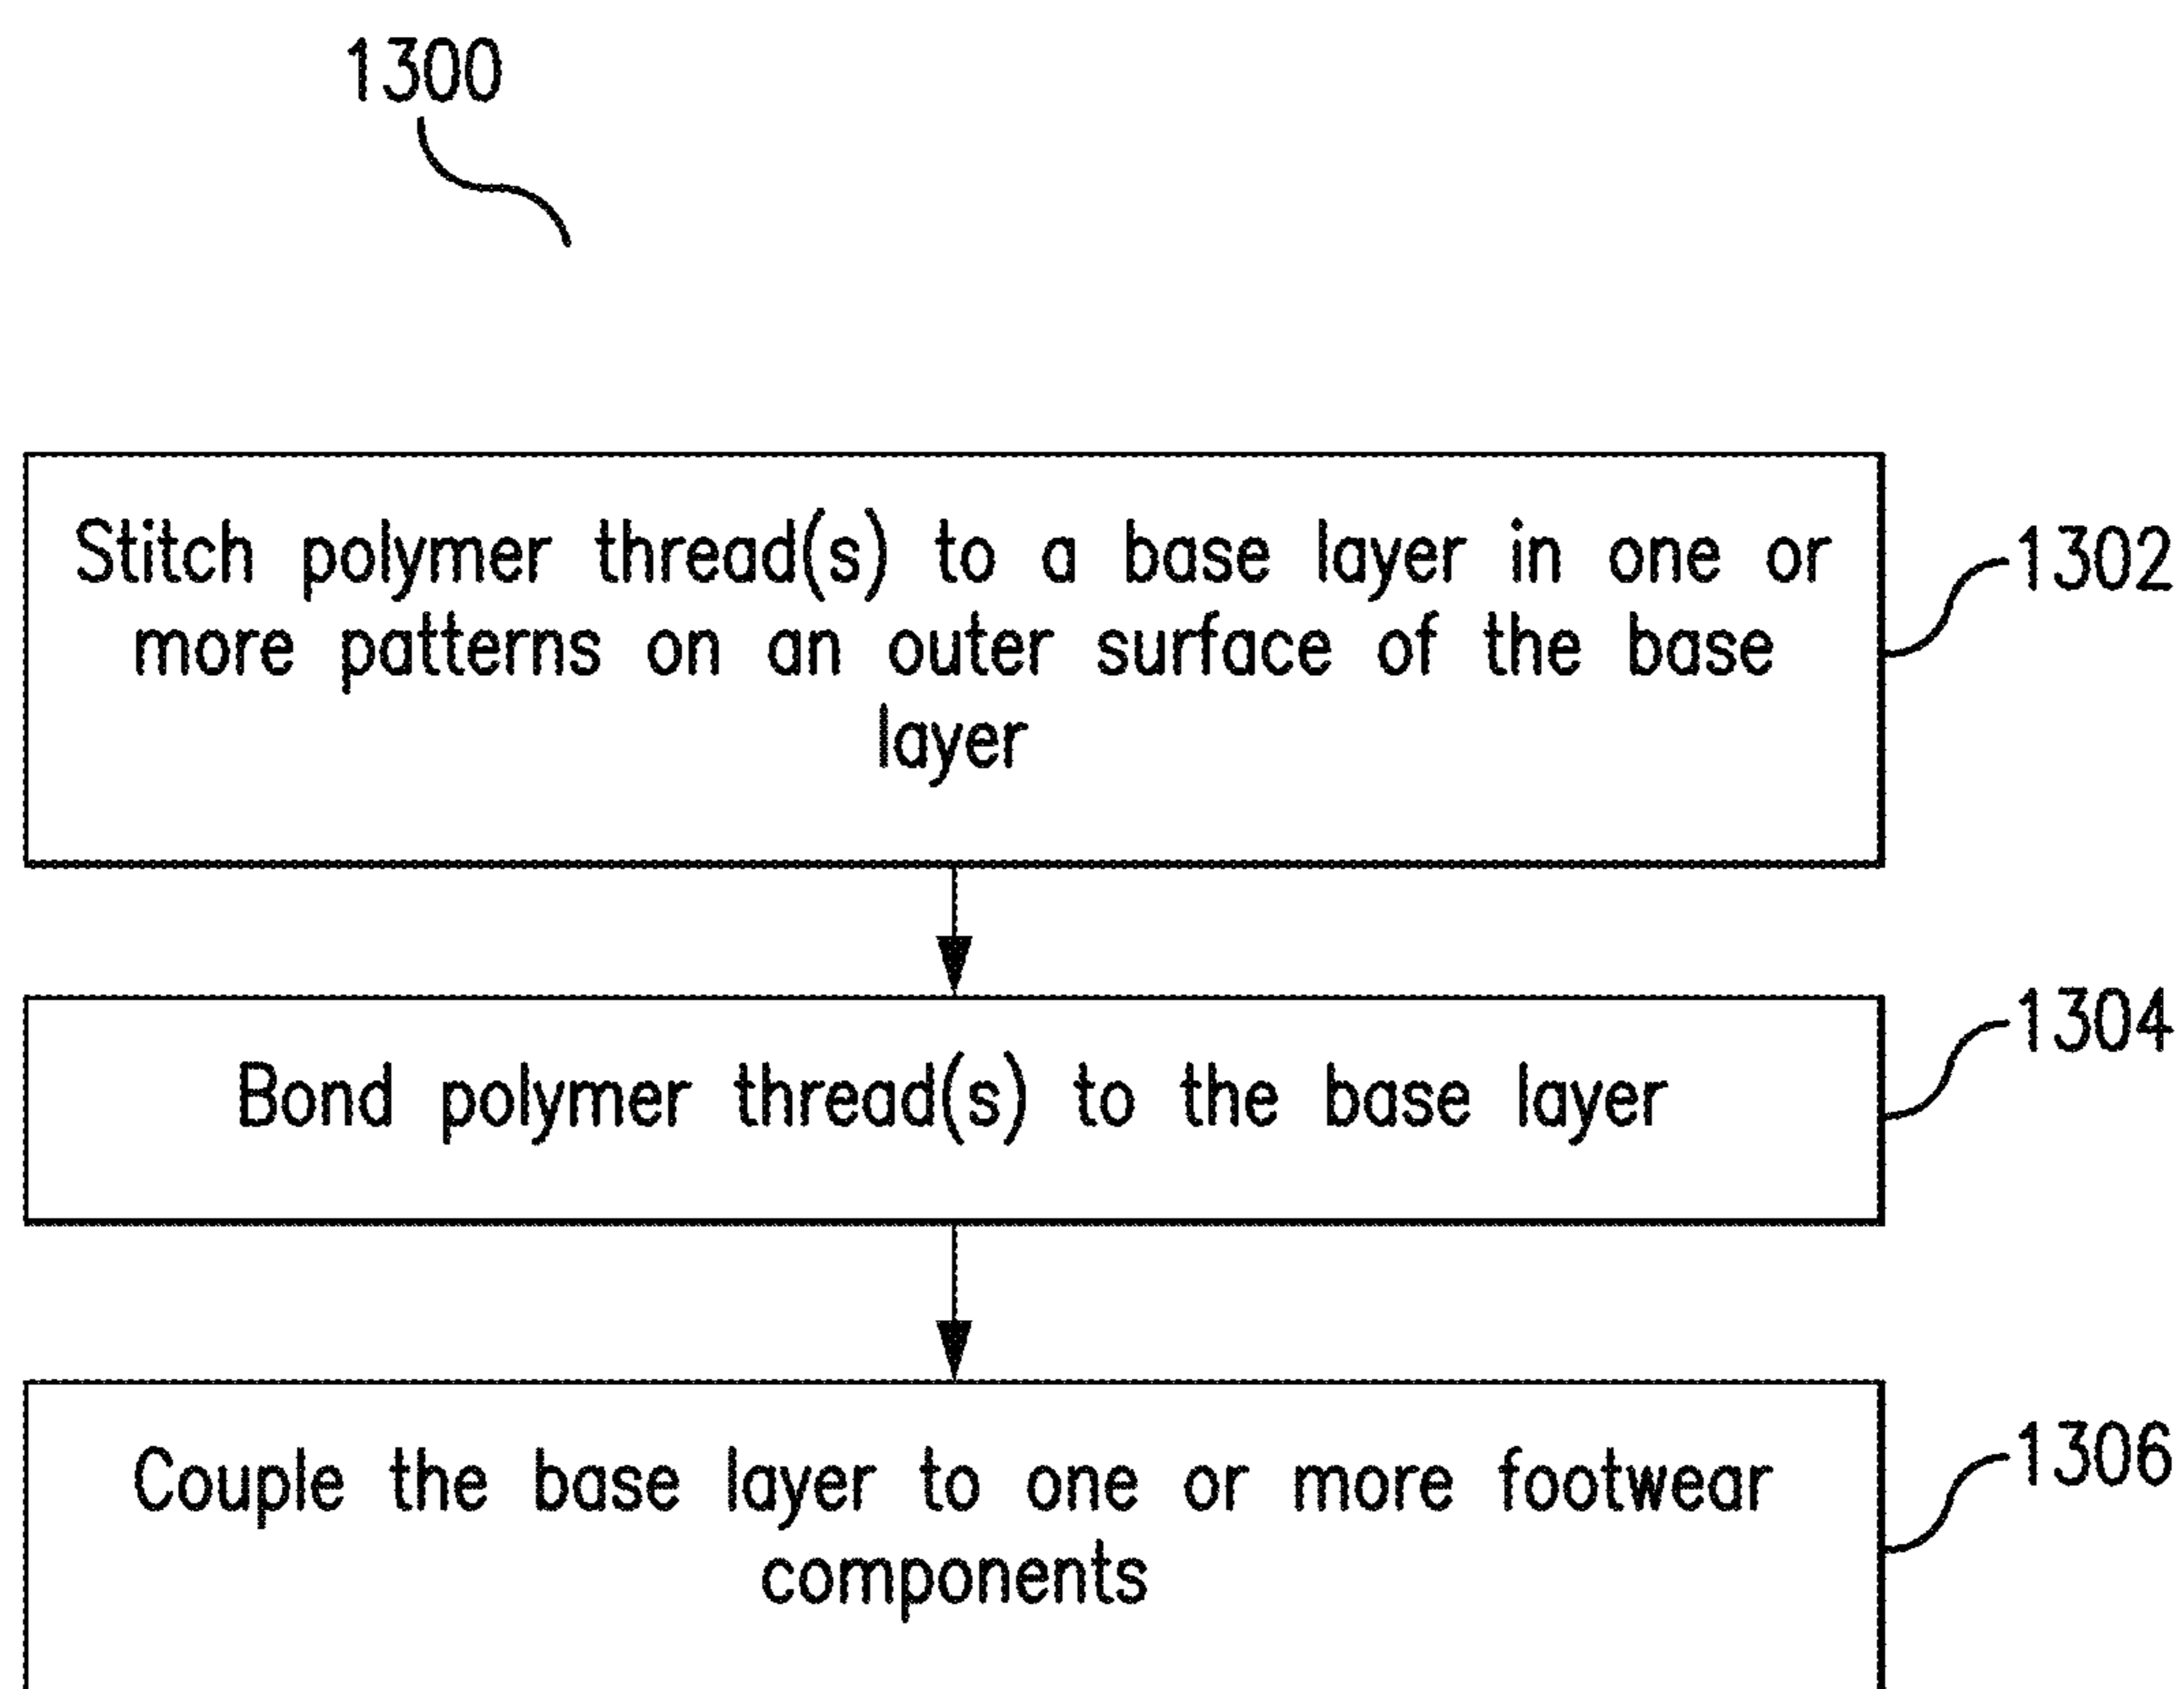 1300
Stitch polymer thread(s) to a base layer in one or
more patterns on an outer surface of the base
layer
1302
Bond polymer thread(s) to the base layer
1304
Couple the base layer to one or more footwear
components
1306